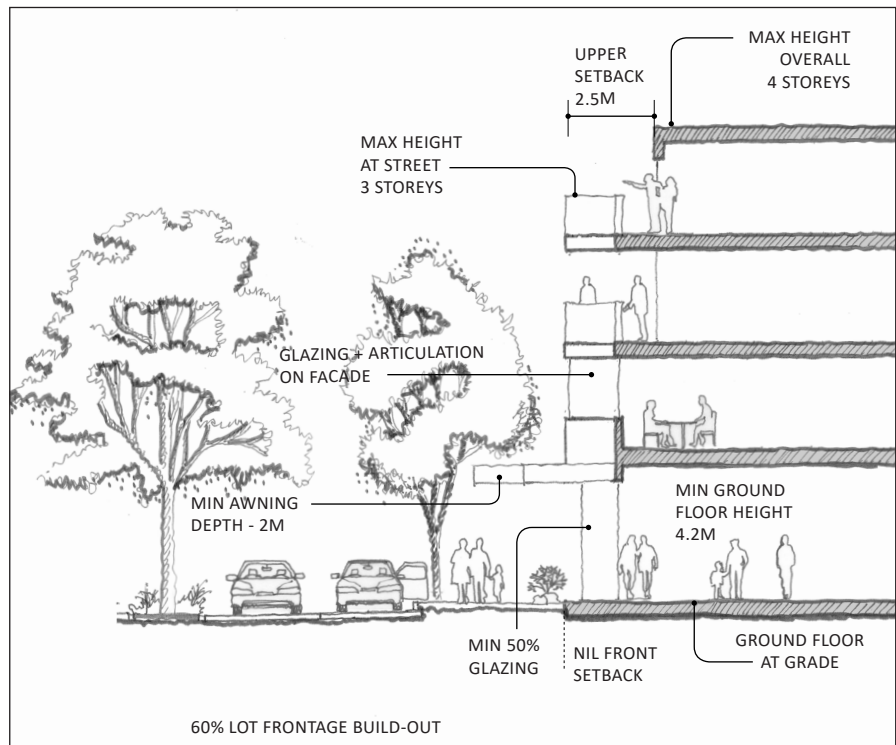 MAX HEIGHT
OVERALL
4 STOREYS
UPPER
SETBACK
2.5M
MAX HEIGHT
AT STREET
3 STOREYS
GLAZING + ARTICULATION
ON FACADE
MIN AWNING
DEPTH - 2M
MIN GROUND
FLOOR HEIGHT
4.2M
MIN 50%
GLAZING
NIL FRONT
SETBACK
GROUND FLOOR
AT GRADE
60% LOT FRONTAGE BUILD-OUT